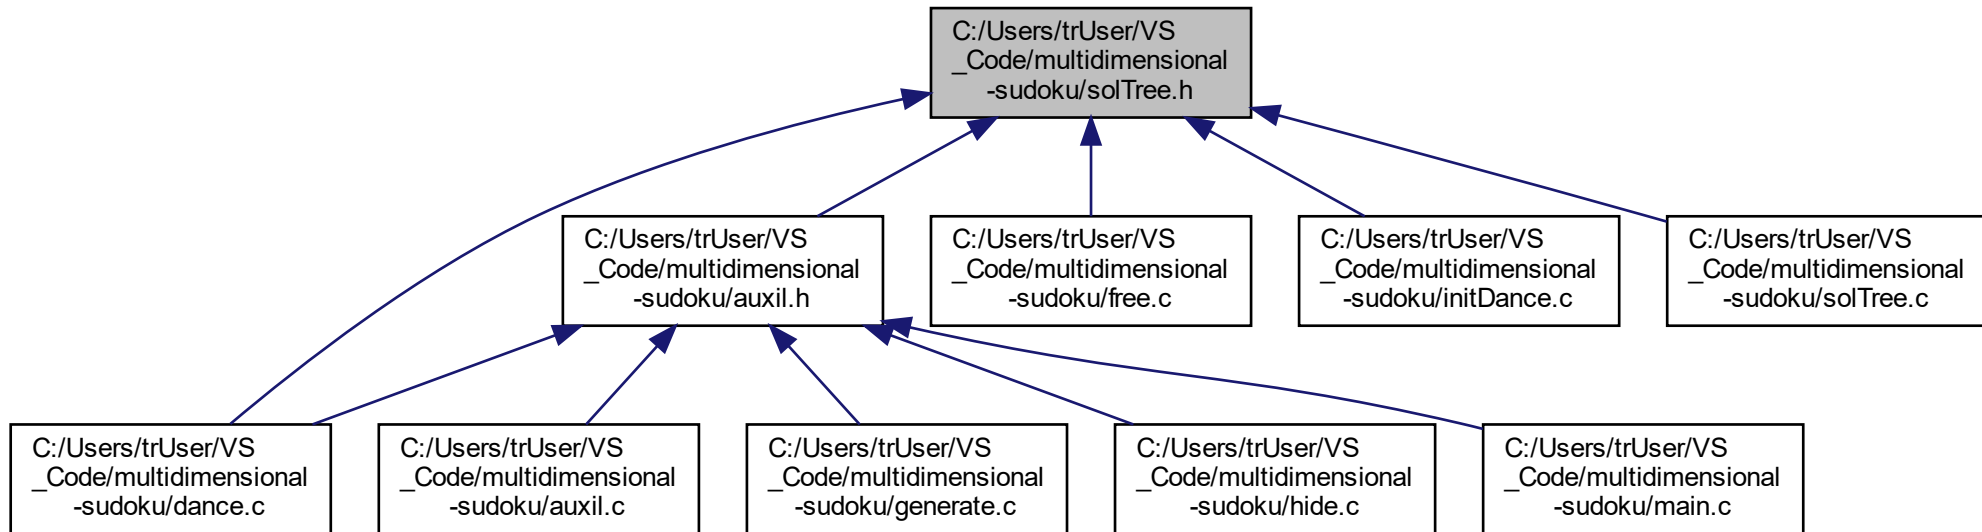 C:/Users/trUser/VS
_Code/multidimensional
-sudoku/solTree.h
C:/Users/trUser/VS
_Code/multidimensional
-sudoku/auxil.h
C:/Users/trUser/VS
_Code/multidimensional
-sudoku/free.c
C:/Users/trUser/VS
_Code/multidimensional
-sudoku/initDance.c
C:/Users/trUser/VS
_Code/multidimensional
-sudoku/solTree.c
C:/Users/trUser/VS
_Code/multidimensional
-sudoku/dance.c
C:/Users/trUser/VS
_Code/multidimensional
-sudoku/auxil.c
C:/Users/trUser/VS
_Code/multidimensional
-sudoku/generate.c
C:/Users/trUser/VS
_Code/multidimensional
-sudoku/hide.c
C:/Users/trUser/VS
_Code/multidimensional
-sudoku/main.c